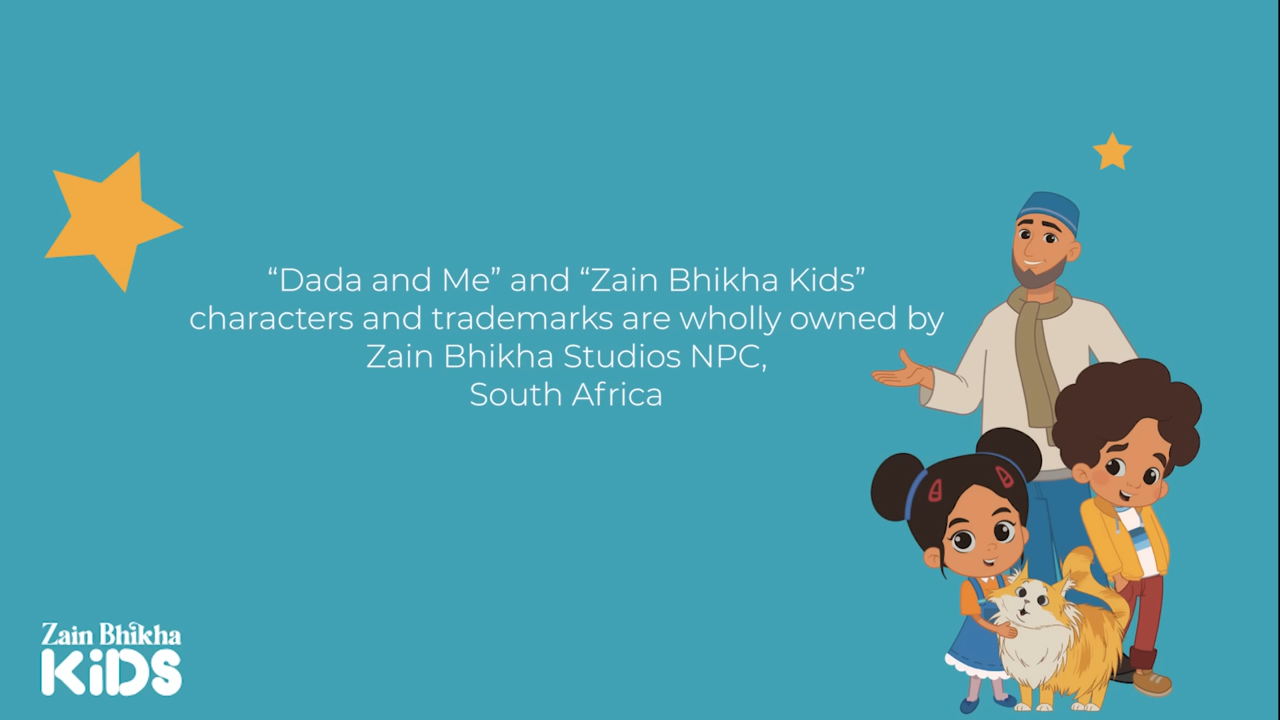 “Dada and Me” and “Zain Bhikha Kids”
characters and trademarks are wholly owned by
Zain Bhikha Studios NPC,
South Africa
Zain Bhikha
KiDS